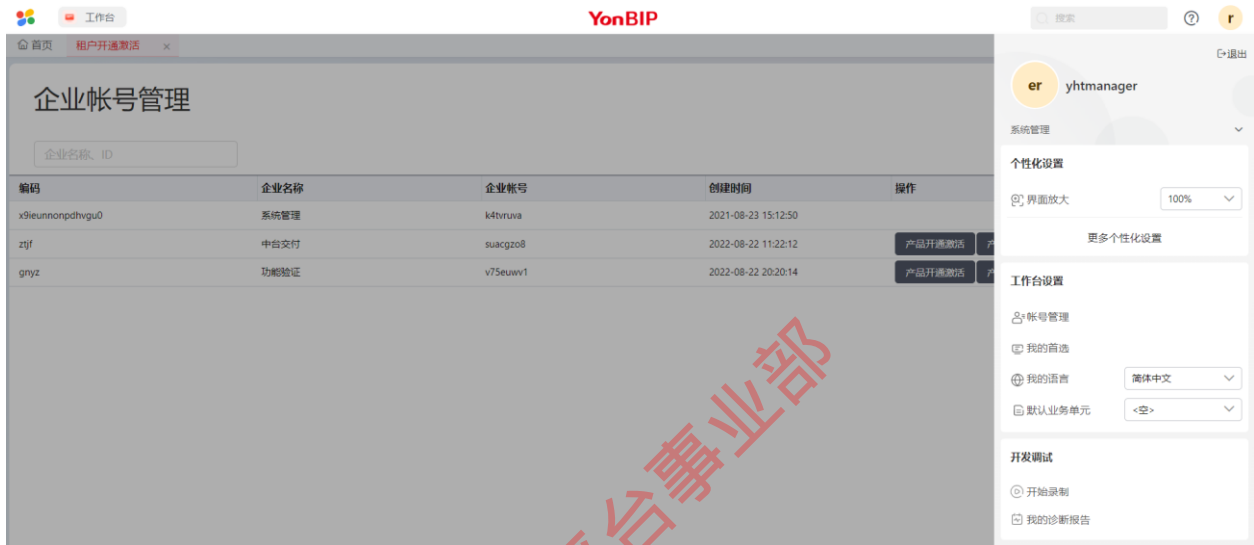 工作台
YonBIP
搜索
r
首页
租户开通激活 ×
退出
er
yhtmanager
系统管理
企业帐号管理
企业名称、ID
编码 企业名称 企业帐号 创建时间 操作
x9ieunnonpdhvgu0 系统管理 k4tvruva 2021-08-23 15:12:50
ztjf 中台交付 suacgzo8 2022-08-22 11:22:12 产品开通激活
gnyz 功能验证 v75euwv1 2022-08-22 20:20:14 产品开通激活
个性化设置
界面放大 100%
更多个性化设置
工作台设置
帐号管理
我的首选
我的语言 简体中文
默认业务单元 <空>
开发调试
开始录制
我的诊断报告
台事业部